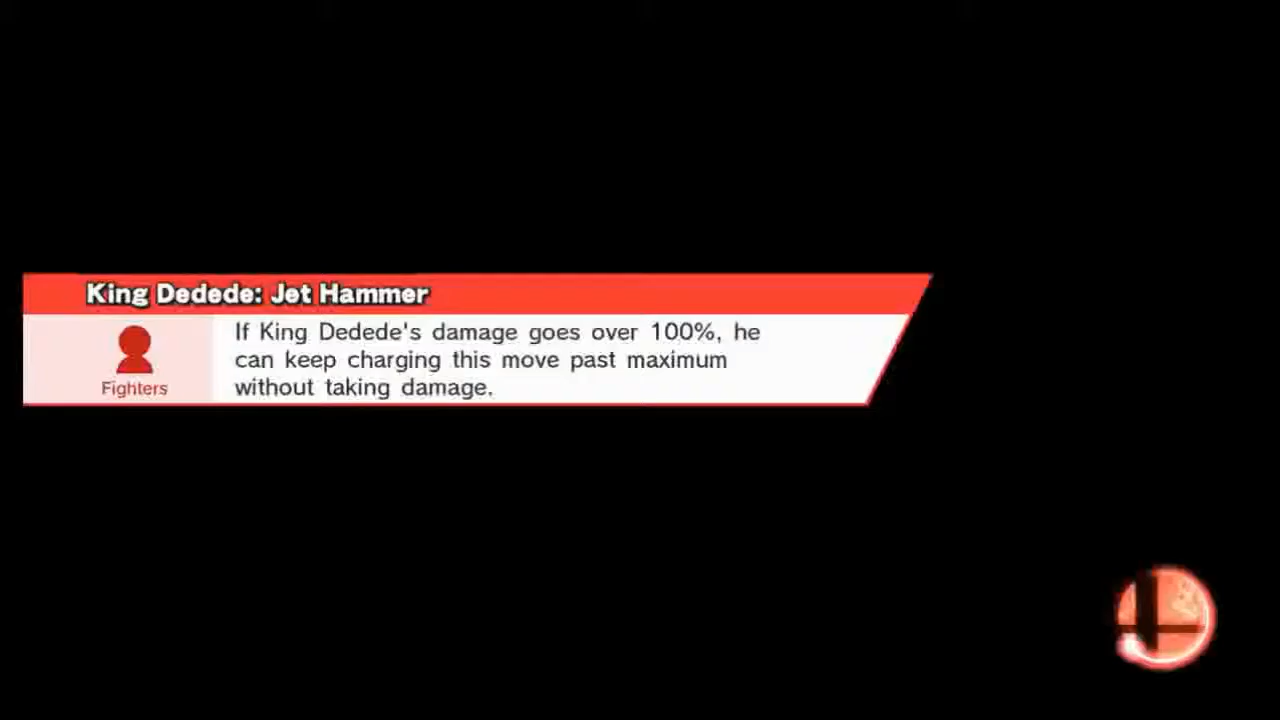 King Dedede: Jet Hammer
If King Dedede's damage goes over 100%, he
can keep charging this move past maximum
without taking damage.
Fighters